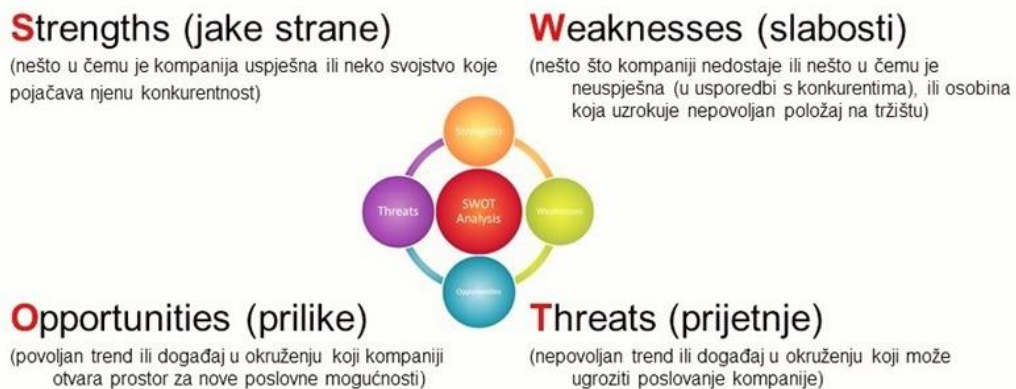 Strengths (jake strane)
(nešto u čemu je kompanija uspješna ili neko svojstvo koje
pojačava njenu konkurentnost)
Weaknesses (slabosti)
(nešto što kompaniji nedostaje ili nešto u čemu je
neuspješna (u usporedbi s konkurentima), ili osobina
koja uzrokuje nepovoljan položaj na tržištu)
Strengths
Threats
SWOT
Analysis
Weaknesses
Opportunities
Opportunities (prilike)
(povoljan trend ili događaj u okruženju koji kompaniji
otvara prostor za nove poslovne mogućnosti)
Threats (prijetnje)
(nepovoljan trend ili događaj u okruženju koji može
ugroziti poslovanje kompanije)